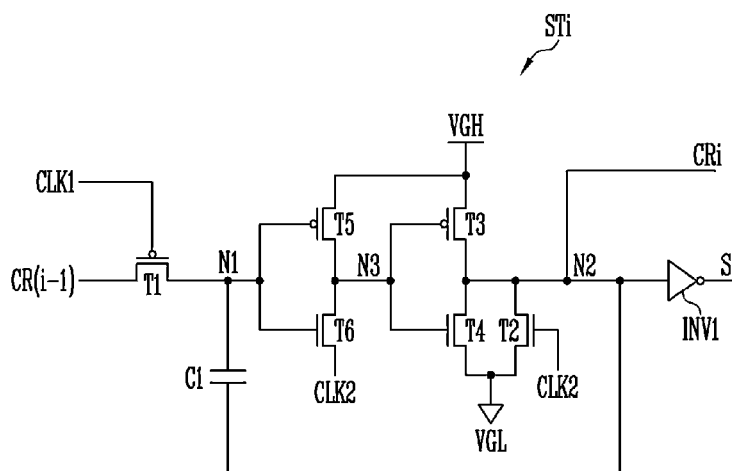 STi
VGH
CRi
CLK1
T5
T3
CR(i-1)
T1
N1
N3
N2
S
INV1
T6
T4
T2
C1
CLK2
CLK2
VGL